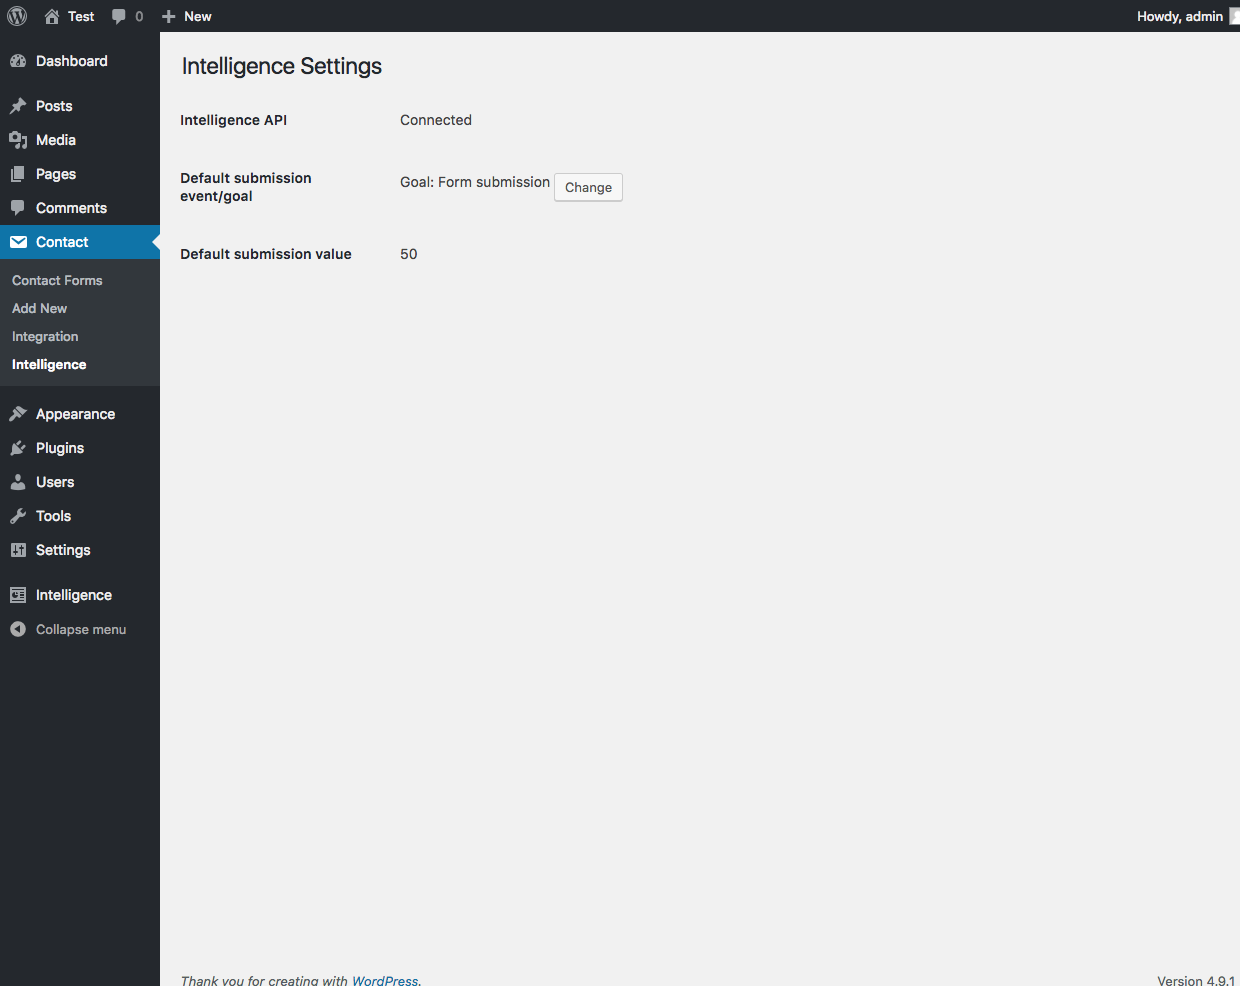 Test 0 New Howdy, admin
Dashboard
Posts
Media
Pages
Comments
Contact
Contact Forms
Add New
Integration
Intelligence
Appearance
Plugins
Users
Tools
Settings
Intelligence
Collapse menu
Intelligence Settings
Intelligence API Connected
Default submission
event/goal
Goal: Form submission Change
Default submission value 50
Thank you for creating with WordPress. Version 4.9.1